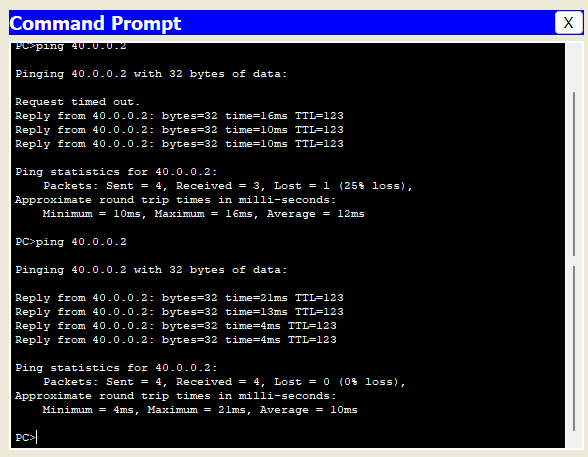 Command Prompt
X
PC>ping 40.0.0.2
Pinging 40.0.0.2 with 32 bytes of data:
Request timed out.
Reply from 40.0.0.2: bytes=32 time=16ms TTL=123
Reply from 40.0.0.2: bytes=32 time=10ms TTL=123
Reply from 40.0.0.2: bytes=32 time=10ms TTL=123
Ping statistics for 40.0.0.2:
    Packets: Sent = 4, Received = 3, Lost = 1 (25% loss),
Approximate round trip times in milli-seconds:
    Minimum = 10ms, Maximum = 16ms, Average = 12ms
PC>ping 40.0.0.2
Pinging 40.0.0.2 with 32 bytes of data:
Reply from 40.0.0.2: bytes=32 time=21ms TTL=123
Reply from 40.0.0.2: bytes=32 time=13ms TTL=123
Reply from 40.0.0.2: bytes=32 time=4ms TTL=123
Reply from 40.0.0.2: bytes=32 time=4ms TTL=123
Ping statistics for 40.0.0.2:
    Packets: Sent = 4, Received = 4, Lost = 0 (0% loss),
Approximate round trip times in milli-seconds:
    Minimum = 4ms, Maximum = 21ms, Average = 10ms
PC>